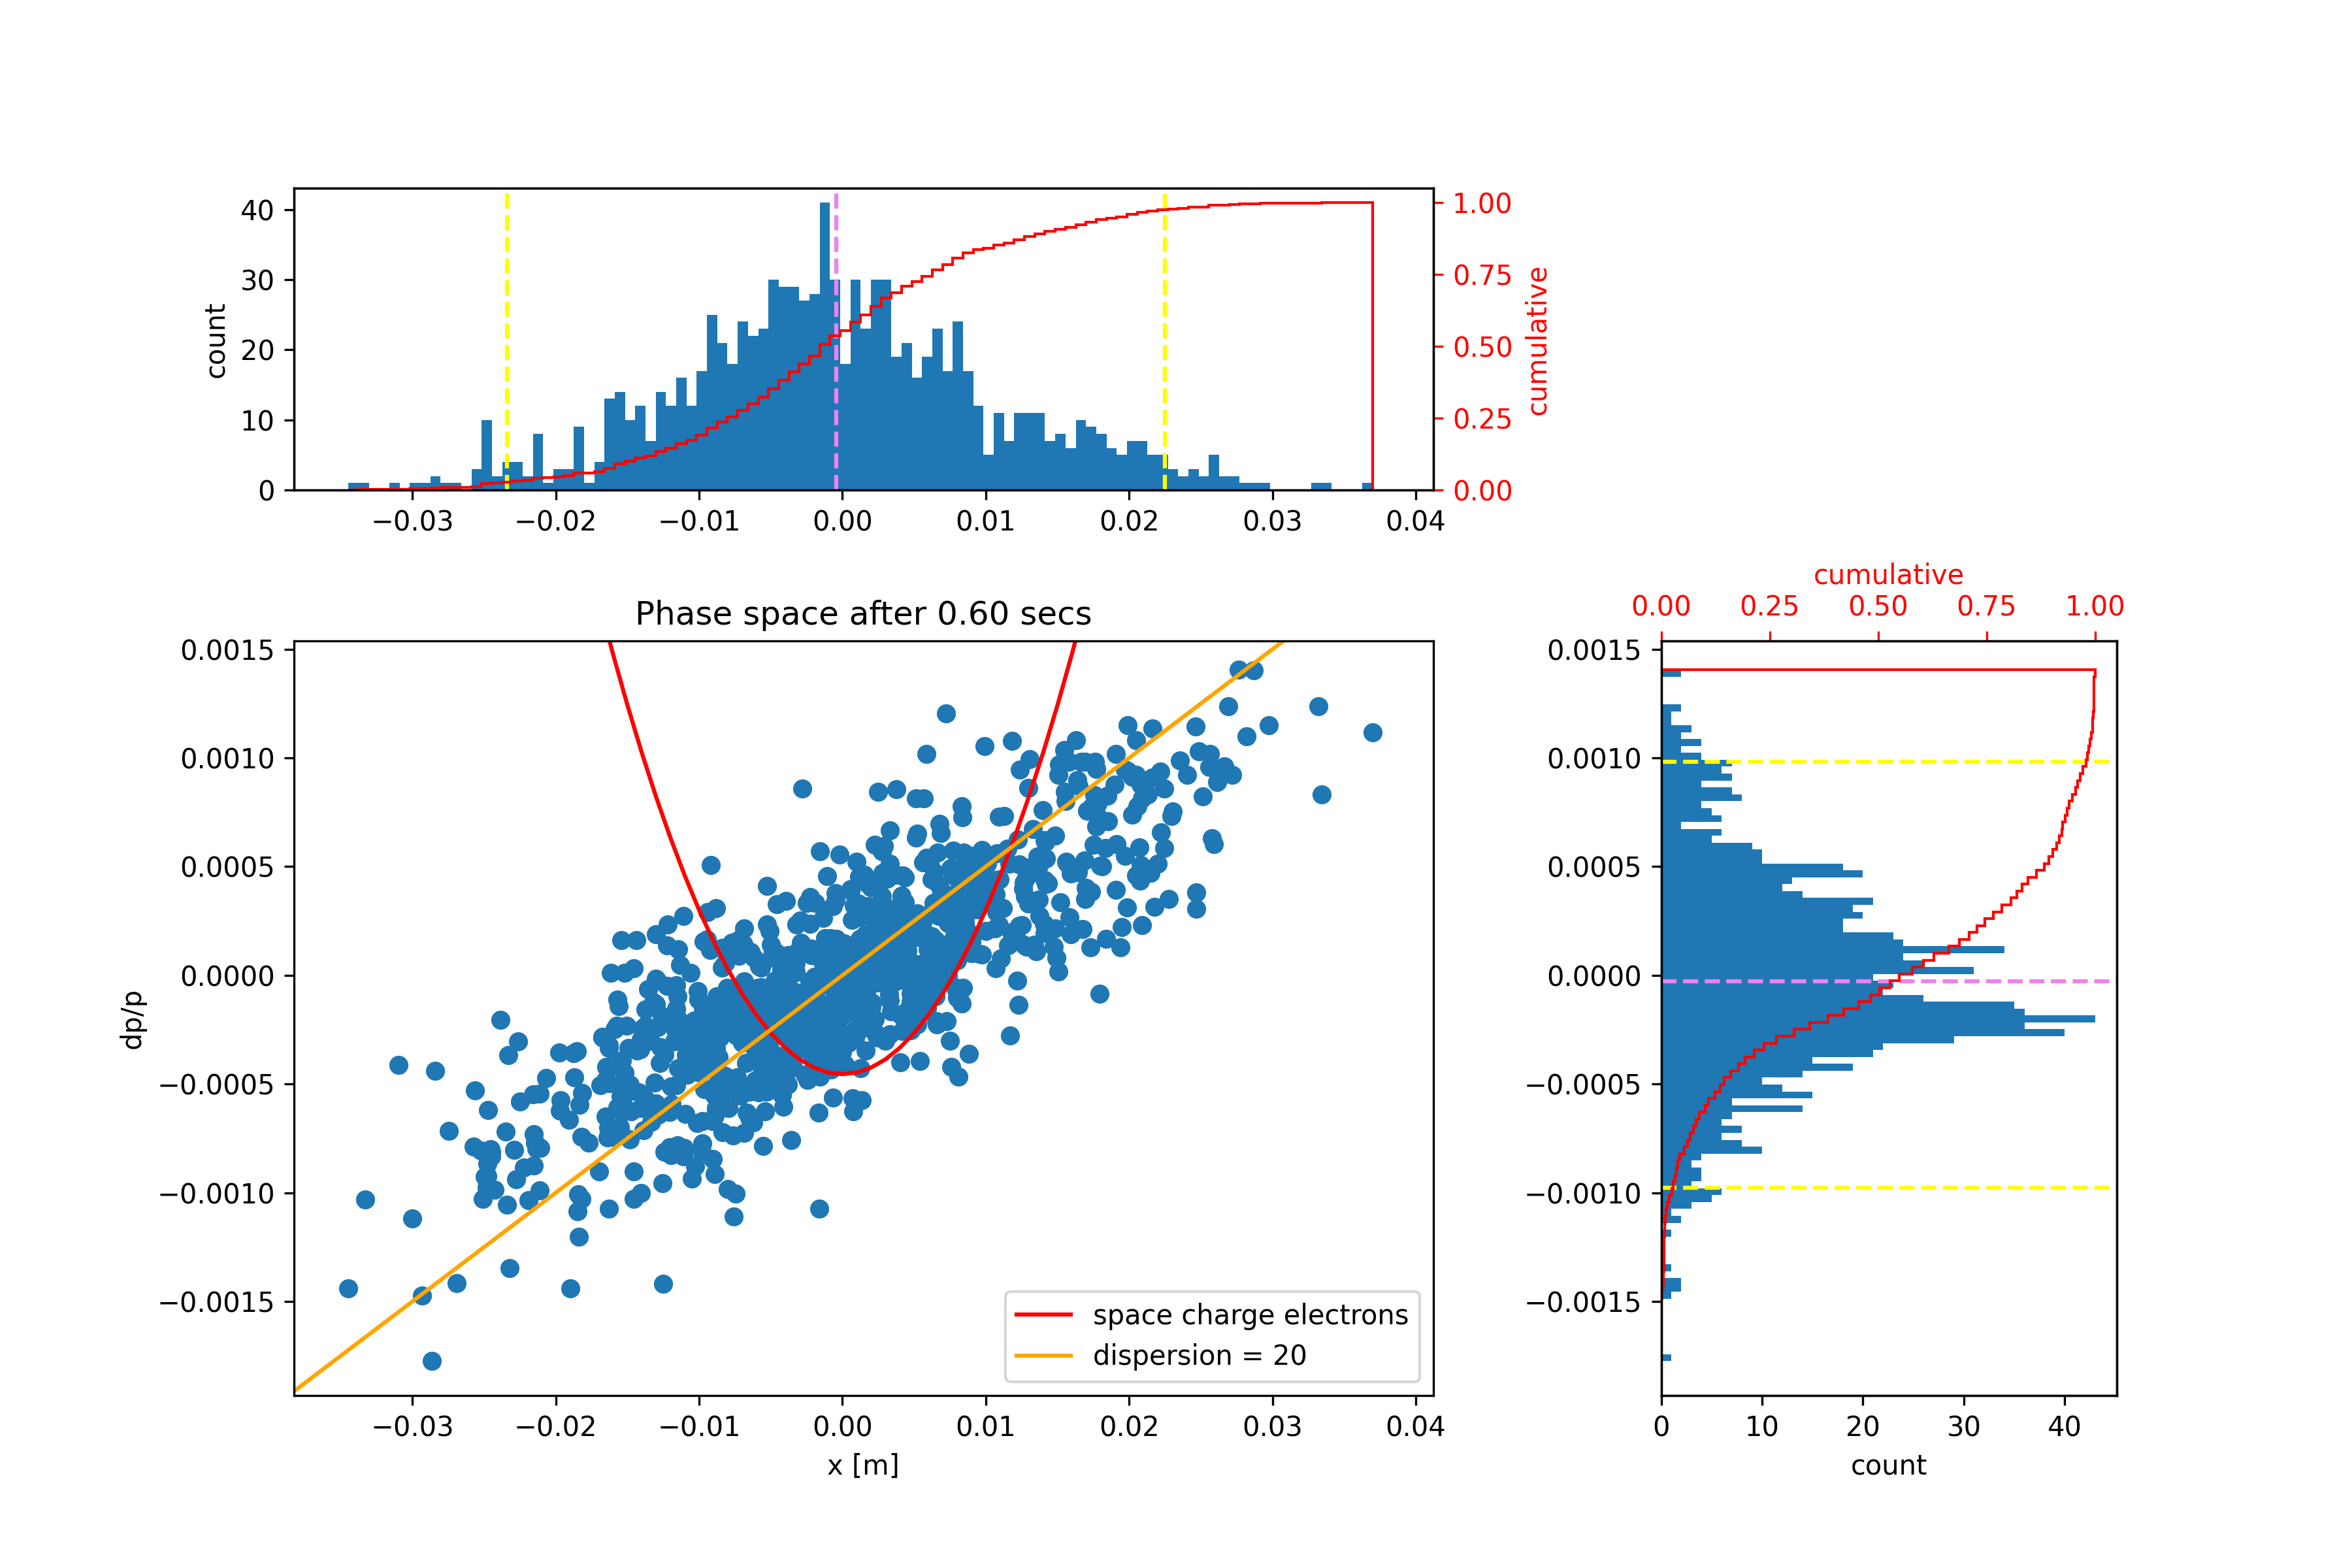 40
30
20
10
0
count
1.00
0.75
0.50
0.25
0.00
cumulative
−0.03 −0.02 −0.01 0.00 0.01 0.02 0.03 0.04
Phase space after 0.60 secs
0.0015
0.0010
0.0005
0.0000
−0.0005
−0.0010
−0.0015
dp/p
space charge electrons
dispersion = 20
−0.03 −0.02 −0.01 0.00 0.01 0.02 0.03 0.04
x [m]
cumulative
0.00 0.25 0.50 0.75 1.00
0.0015
0.0010
0.0005
0.0000
−0.0005
−0.0010
−0.0015
0 10 20 30 40
count